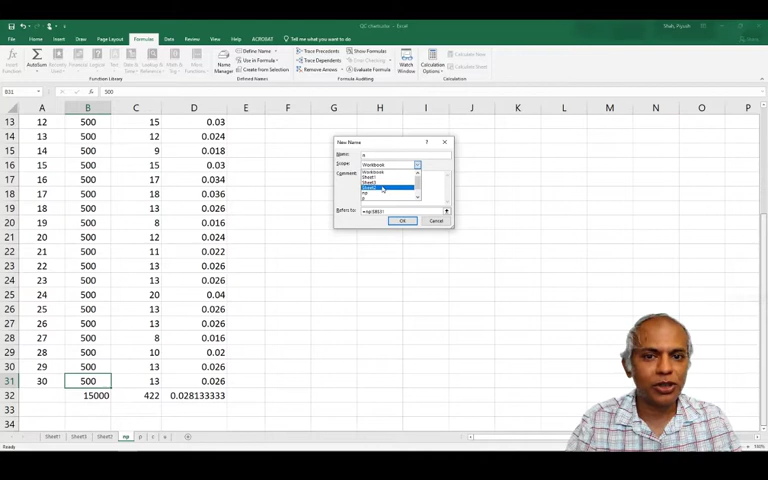 QC charts.xlsx - Excel
Shah, Piyush
File Home Insert Page Layout Formulas Data Review View ACROBAT Tell me what you want to do
Insert Function
AutoSum
Recently Used
Financial
Logical
Text
Date & Time
Lookup & Reference
Math & Trig
More Functions
Function Library
Name Manager
Define Name
Use in Formula
Create from Selection
Defined Names
Trace Precedents
Trace Dependents
Remove Arrows
Show Formulas
Error Checking
Evaluate Formula
Formula Auditing
Watch Window
Calculation Options
Calculate Now
Calculate Sheet
Calculation
B31 500
A B C D E F G H I J K L M N O P
13 12 500 15 0.03
14 13 500 12 0.024
15 14 500 9 0.018
16 15 500 15 0.03
17 16 500 17 0.034
18 17 500 18 0.036
19 18 500 13 0.026
20 19 500 8 0.016
21 20 500 12 0.024
22 21 500 11 0.022
23 22 500 13 0.026
24 23 500 13 0.026
25 24 500 20 0.04
26 25 500 13 0.026
27 26 500 13 0.026
28 27 500 8 0.016
29 28 500 10 0.02
30 29 500 13 0.026
31 30 500 13 0.026
32 15000 422 0.028133333
33
34
New Name ? ×
Name: n
Scope: Workbook
Workbook
Sheet1
Sheet3
Sheet2
np
p
Comment:
Refers to: =np!$B$31
OK Cancel
Sheet1 Sheet3 Sheet2 np p c u
100%